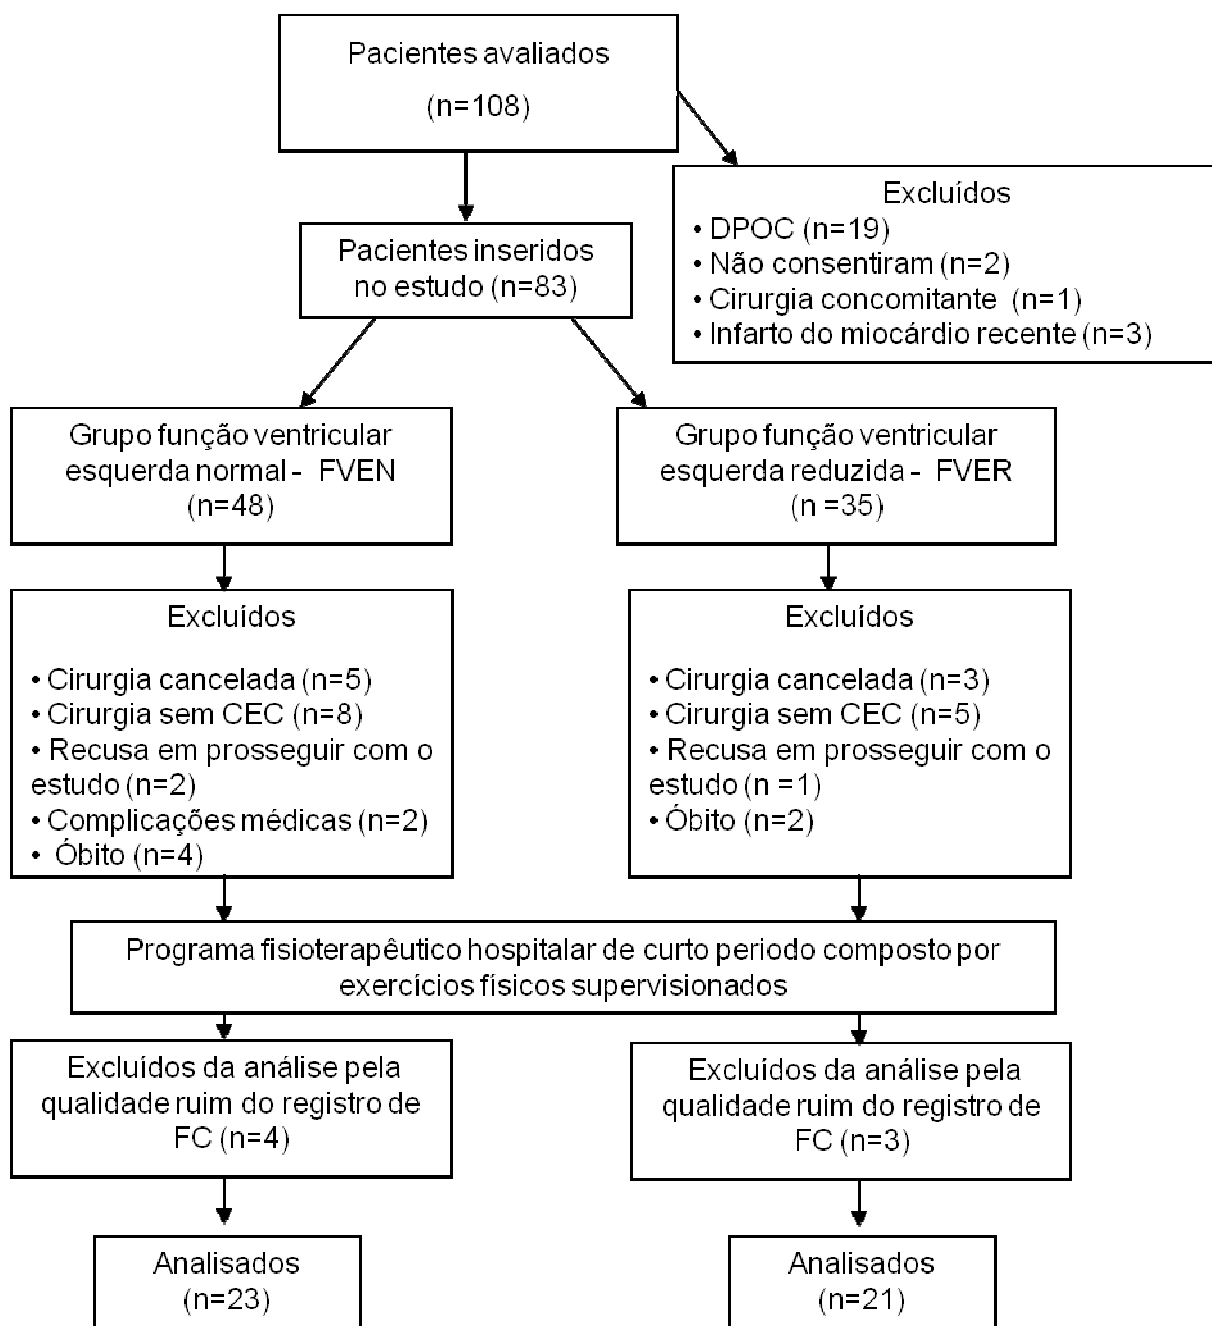 Pacientes avaliados
(n=108)
Excluídos
• DPOC (n=19)
• Não consentiram (n=2)
• Cirurgia concomitante (n=1)
• Infarto do miocárdio recente (n=3)
Pacientes inseridos
no estudo (n=83)
Grupo função ventricular
esquerda normal - FVEN
(n=48)
Grupo função ventricular
esquerda reduzida - FVER
(n =35)
Excluídos
• Cirurgia cancelada (n=5)
• Cirurgia sem CEC (n=8)
• Recusa em prosseguir com o
estudo (n=2)
• Complicações médicas (n=2)
• Óbito (n=4)
Excluídos
• Cirurgia cancelada (n=3)
• Cirurgia sem CEC (n=5)
• Recusa em prosseguir com o
estudo (n =1)
• Óbito (n=2)
Programa fisioterapêutico hospitalar de curto periodo composto por
exercícios físicos supervisionados
Excluídos da análise pela
qualidade ruim do registro de
FC (n=4)
Excluídos da análise pela
qualidade ruim do registro de
FC (n=3)
Analisados
(n=23)
Analisados
(n=21)